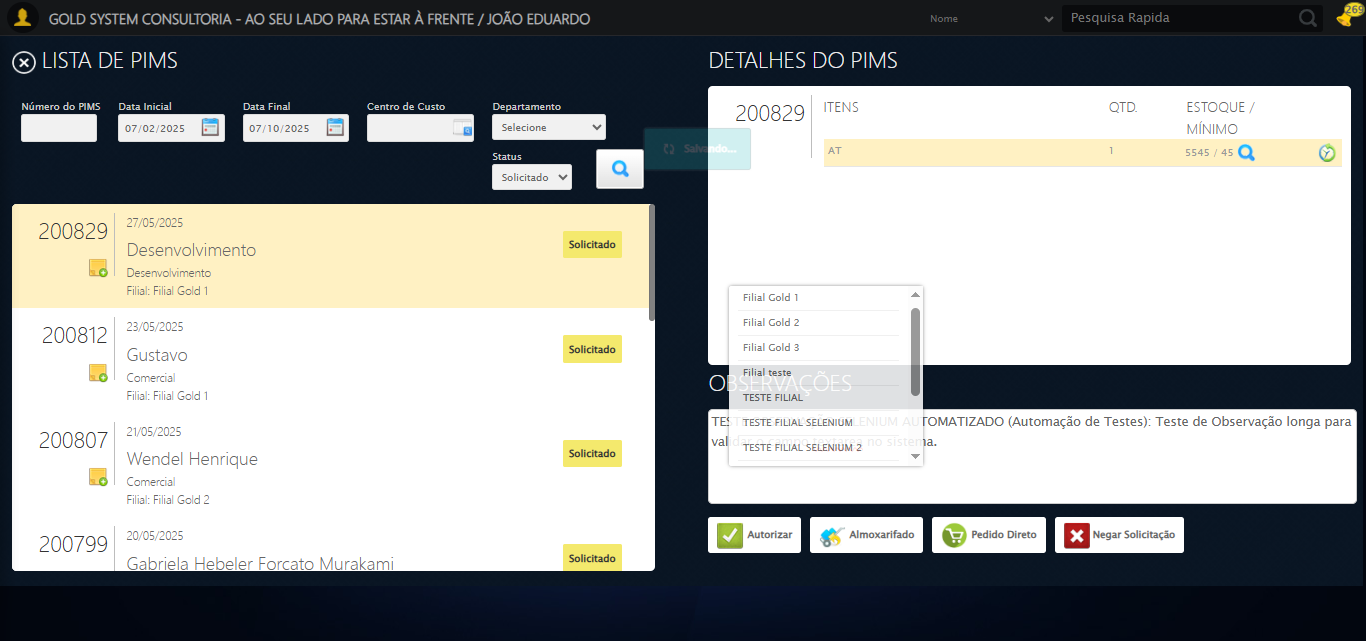 GOLD SYSTEM CONSULTORIA - AO SEU LADO PARA ESTAR À FRENTE / JOÃO EDUARDO
Nome
Pesquisa Rapida
269
LISTA DE PIMS
Número do PIMS
Data Inicial
Data Final
Centro de Custo
Departamento
07/02/2025
07/10/2025
Selecione
Status
Solicitado
Salvando...
200829
27/05/2025
Desenvolvimento
Desenvolvimento
Filial: Filial Gold 1
Solicitado
200812
23/05/2025
Gustavo
Comercial
Filial: Filial Gold 1
Solicitado
200807
21/05/2025
Wendel Henrique
Comercial
Filial: Filial Gold 2
Solicitado
200799
20/05/2025
Gabriela Hebeler Forcato Murakami
Solicitado
DETALHES DO PIMS
200829
ITENS
QTD.
ESTOQUE /
MÍNIMO
AT
1
5545 / 45
Filial Gold 1
Filial Gold 2
Filial Gold 3
Filial teste
TESTE FILIAL
TESTE FILIAL SELENIUM
TESTE FILIAL SELENIUM 2
OBSERVAÇÕES
SELENIUM AUTOMATIZADO (Automação de Testes): Teste de Observação longa para
no sistema.
Autorizar
Almoxarifado
Pedido Direto
Negar Solicitação